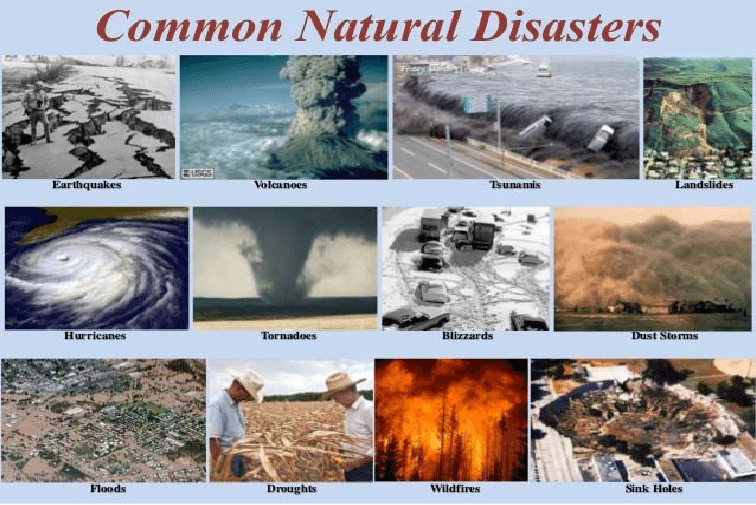 Common Natural Disasters
Earthquakes
USGS
Volcanoes
Tsunamis
Landslides
Hurricanes
Tornadoes
Blizzards
Dust Storms
Floods
Droughts
Wildfires
Sink Holes